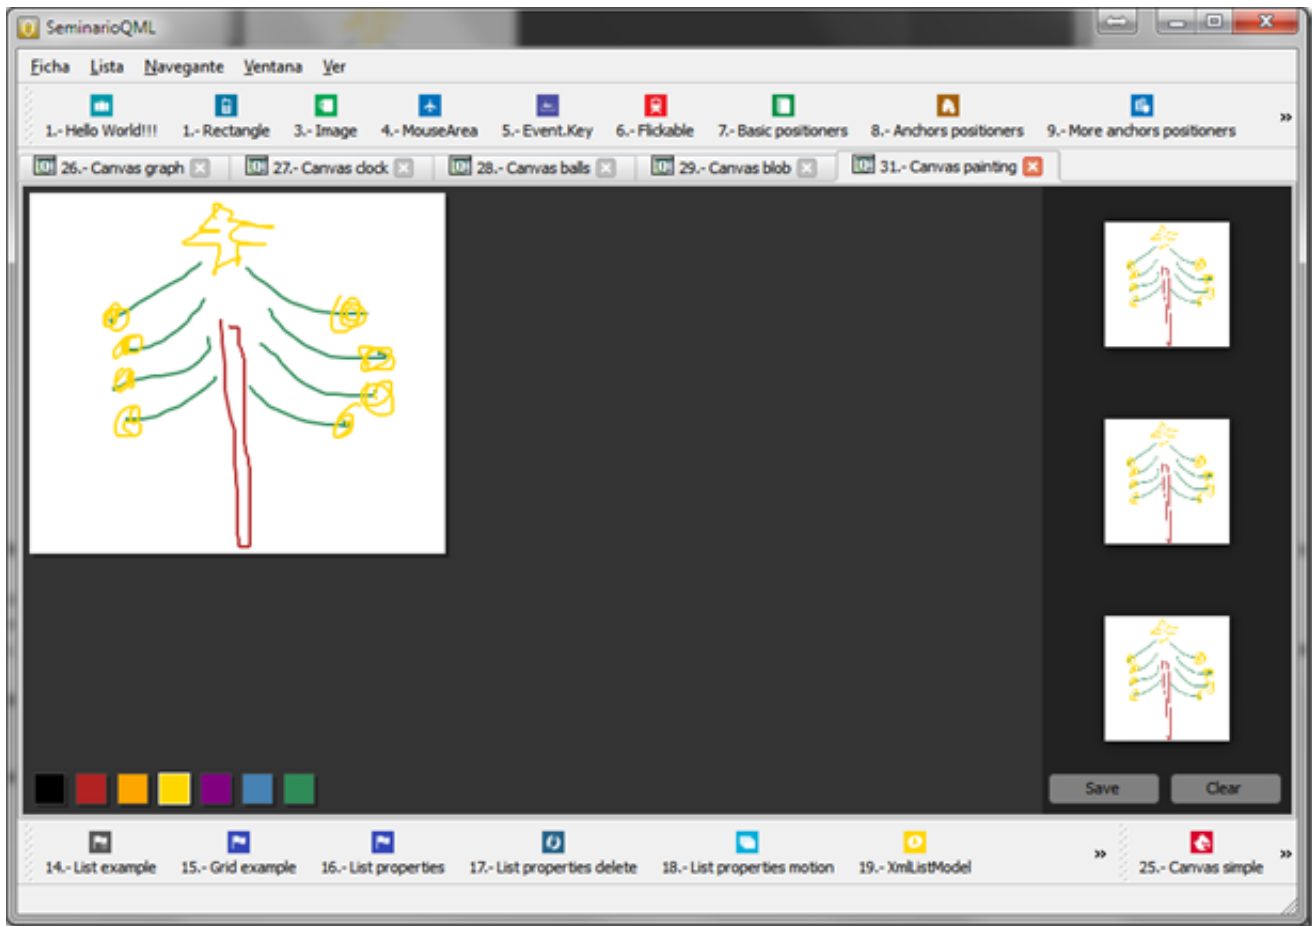 SeminarioQML
Ficha Lista Navegante Ventana Ver
1.- Hello World!!! 1.- Rectangle 3.- Image 4.- MouseArea 5.- Event.Key 6.- Flickable 7.- Basic positioners 8.- Anchors positioners 9.- More anchors positioners »
26.- Canvas graph 27.- Canvas clock 28.- Canvas balls 29.- Canvas blob 31.- Canvas painting
Save Clear
14.- List example 15.- Grid example 16.- List properties 17.- List properties delete 18.- List properties motion 19.- XmlListModel » 25.- Canvas simple »